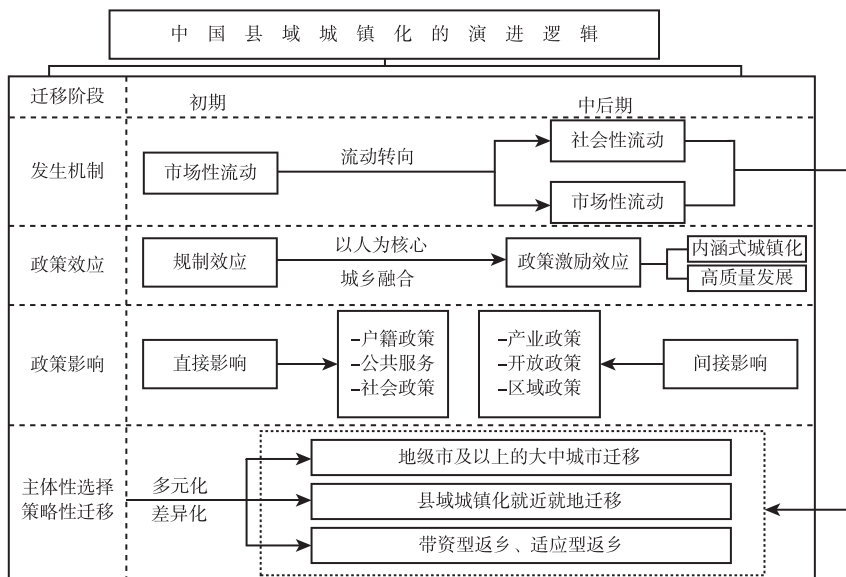 中国县域城镇化的演进逻辑
迁移阶段
初期
中后期
发生机制
市场性流动
流动转向
社会性流动
市场性流动
政策效应
规制效应
以人为核心
城乡融合
政策激励效应
内涵式城镇化
高质量发展
政策影响
直接影响
–户籍政策
–公共服务
–社会政策
–产业政策
–开放政策
–区域政策
间接影响
主体性选择
策略性迁移
多元化
差异化
地级市及以上的大中城市迁移
县域城镇化就近就地迁移
带资型返乡、适应型返乡